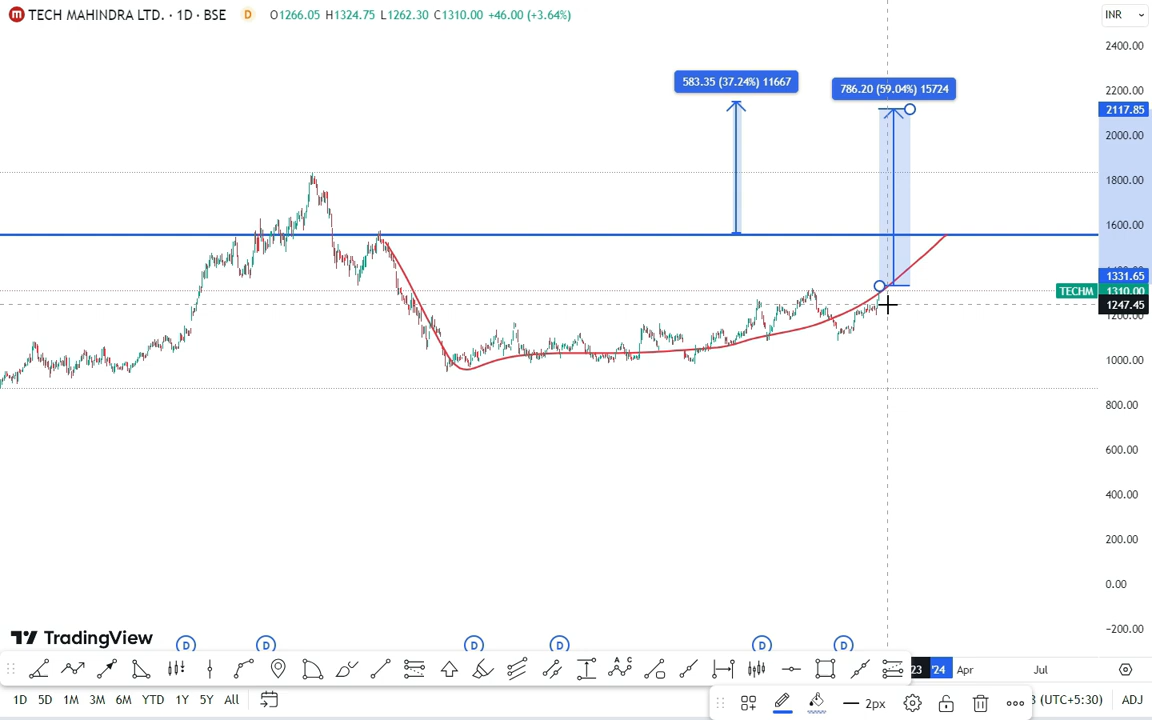 TECH MAHINDRA LTD. · 1D · BSE D O1266.05 H1324.75 L1262.30 C1310.00 +46.00 (+3.64%)
INR
2400.00
583.35 (37.24%) 11667
786.20 (59.04%) 15724
2200.00
2117.85
2000.00
1800.00
1600.00
1331.65
TECHM 1310.00
1247.45
1200.00
1000.00
800.00
600.00
400.00
200.00
0.00
−200.00
TradingView
D D D D D D
A C
B
23 '24 Apr Jul
1D 5D 1M 3M 6M YTD 1Y 5Y All
2px
(UTC+5:30) ADJ